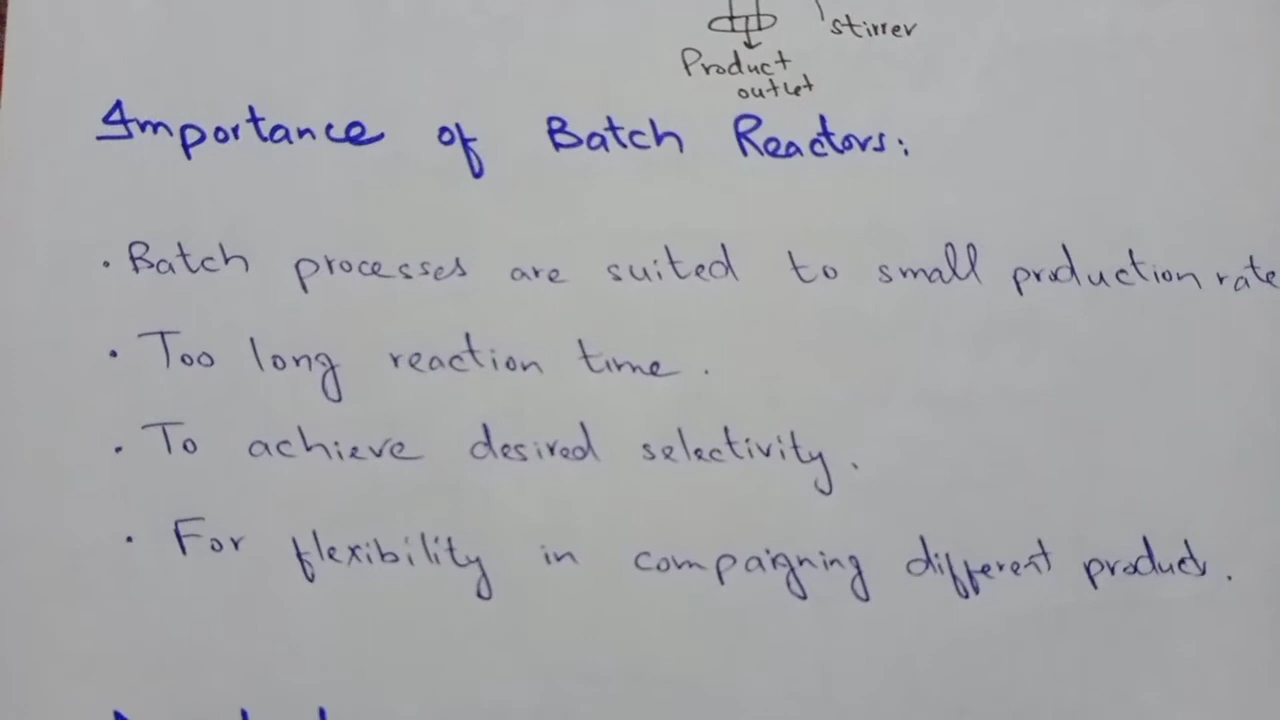 stirrer
Product
outlet
Importance of Batch Reactors:
. Batch processes are suited to small production rate
. Too long reaction time.
. To achieve desired selectivity.
. For flexibility in compaigning different products.